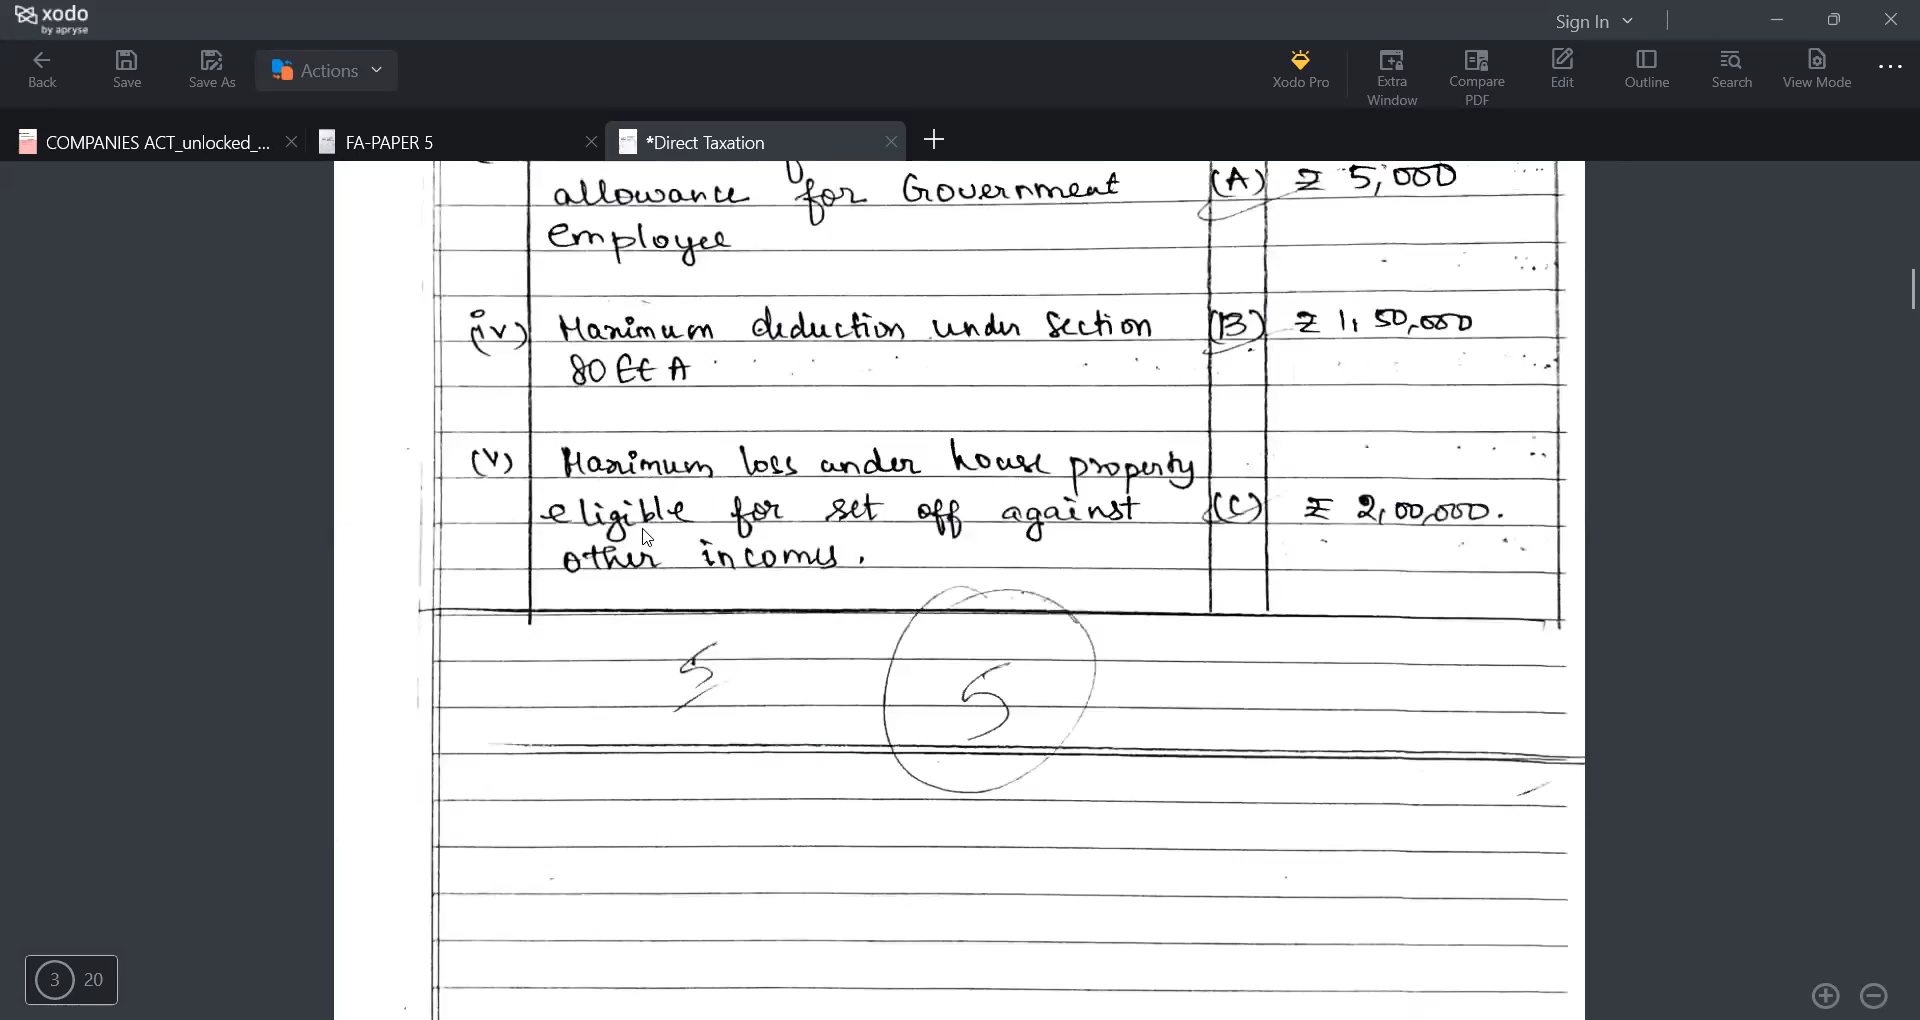 xodo
by apryse
Sign In
Back
Save
Save As
Actions
Xodo Pro
Extra Window
Compare PDF
Edit
Outline
Search
View Mode
COMPANIES ACT_unlocked_...
FA-PAPER 5
*Direct Taxation
allowance for Government (A) ₹ 5,000
employee
(iv) Maximum deduction under section (B) ₹ 1,50,000
80 EE A
(v) Maximum loss under house property
eligible for set off against (C) ₹ 2,00,000.
other incomes.
5
5
3 20